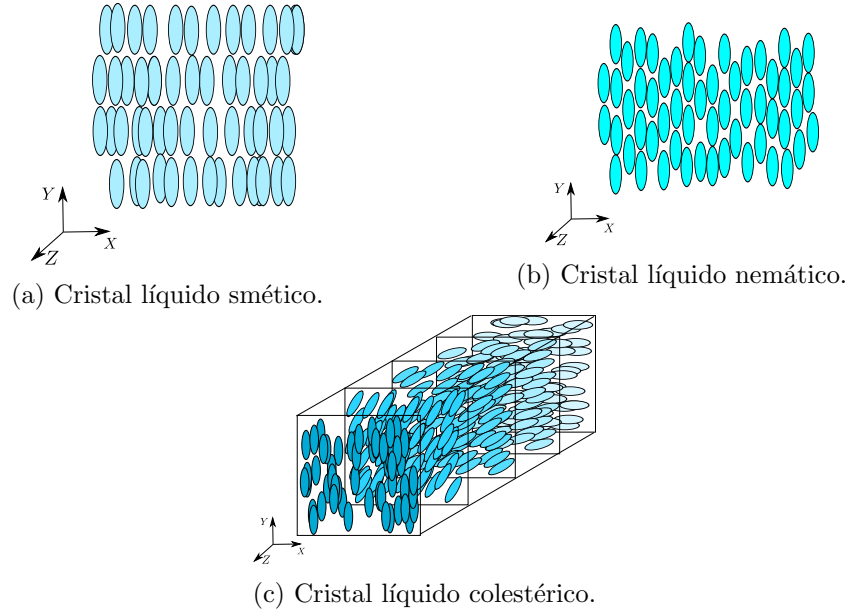 Y
X
Z
(a) Cristal líquido smético.
Y
X
Z
(b) Cristal líquido nemático.
Y
X
Z
(c) Cristal líquido colestérico.